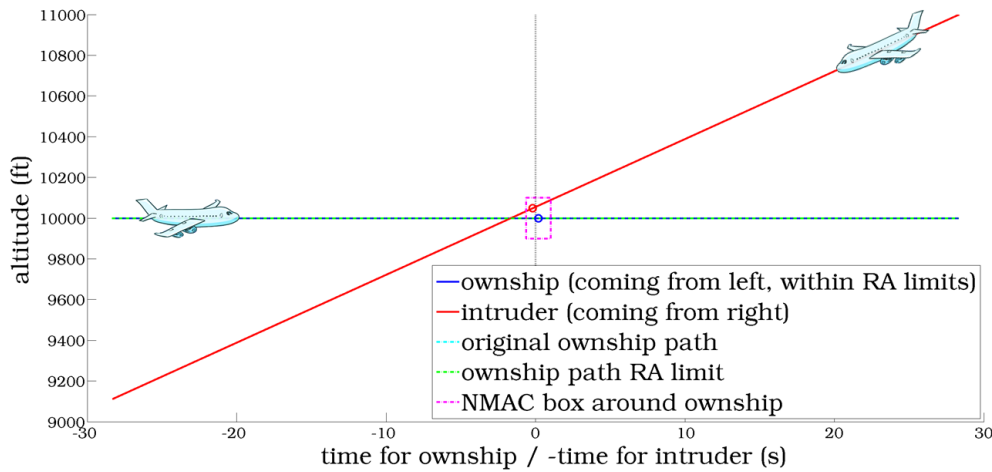 11000
10800
10600
10400
10200
10000
9800
9600
9400
9200
9000
altitude (ft)
-30 -20 -10 0 10 20 30
time for ownship / -time for intruder (s)
ownship (coming from left, within RA limits)
intruder (coming from right)
original ownship path
ownship path RA limit
NMAC box around ownship